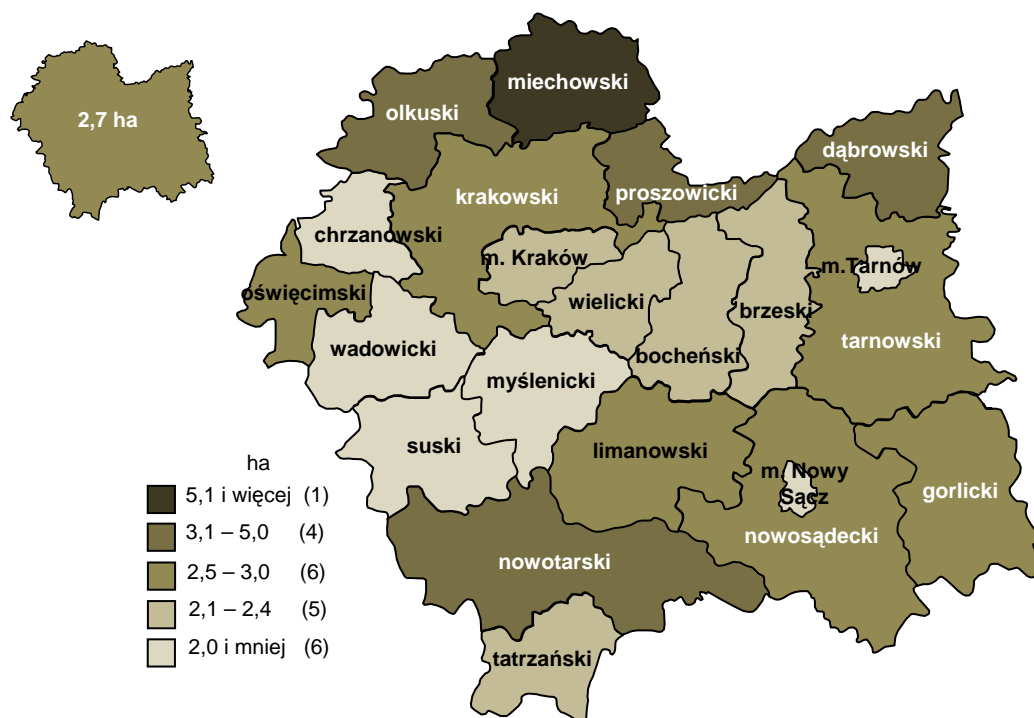 miechowski
olkuski
2,7 ha
dąbrowski
krakowski
proszowicki
chrzanowski
m. Kraków
m.Tarnów
oświęcimski
wielicki
brzeski
tarnowski
wadowicki
bocheński
myślenicki
suski
limanowski
m. Nowy
Sącz
gorlicki
nowosądecki
nowotarski
tatrzański
ha
5,1 i więcej (1)
3,1 – 5,0 (4)
2,5 – 3,0 (6)
2,1 – 2,4 (5)
2,0 i mniej (6)